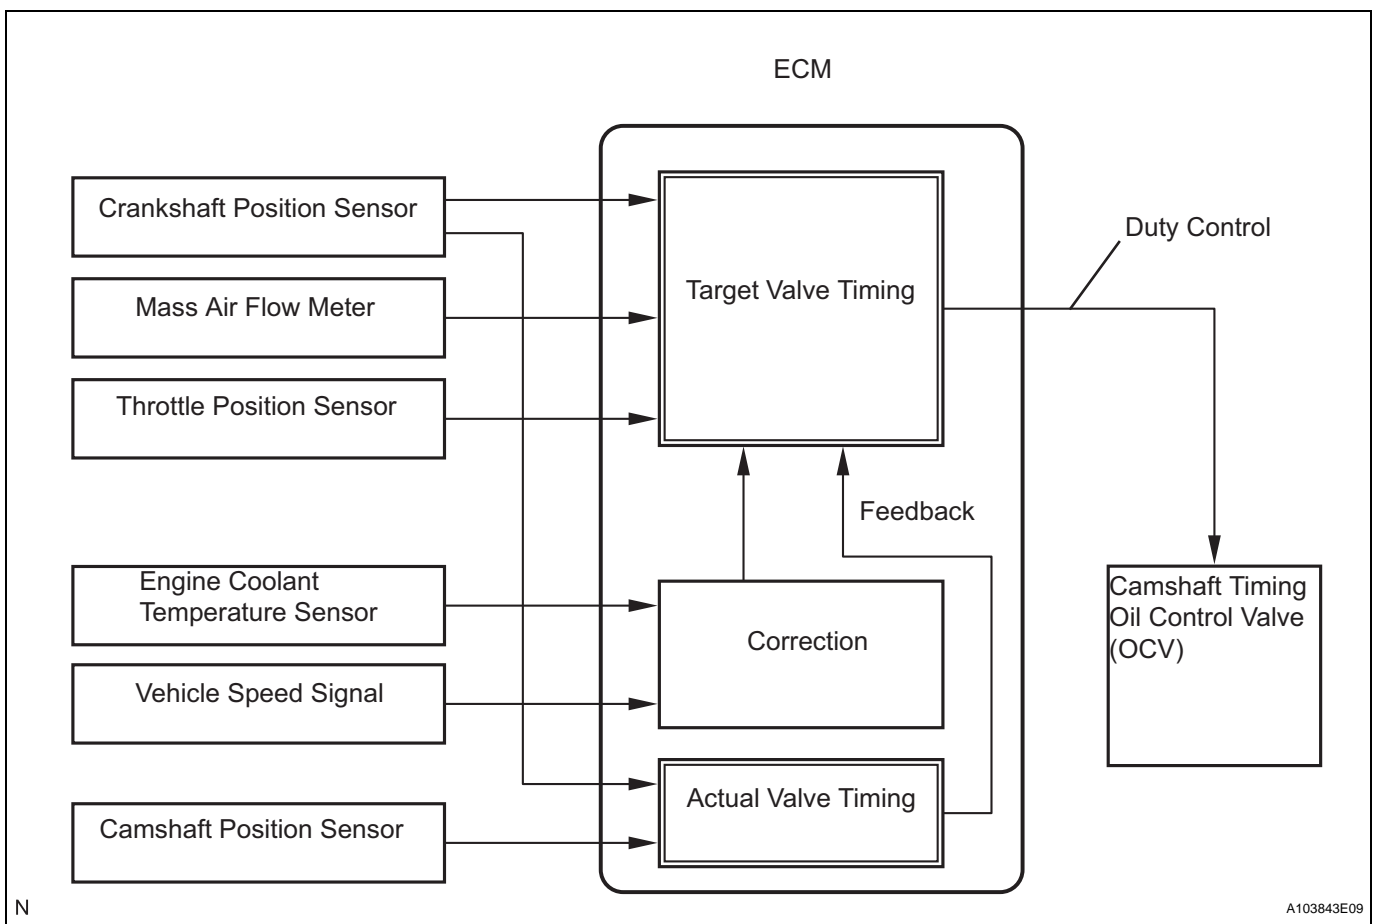 ECM
Crankshaft Position Sensor
Mass Air Flow Meter
Throttle Position Sensor
Engine Coolant
Temperature Sensor
Vehicle Speed Signal
Camshaft Position Sensor
Target Valve Timing
Feedback
Correction
Actual Valve Timing
Duty Control
Camshaft Timing
Oil Control Valve
(OCV)
N
A103843E09